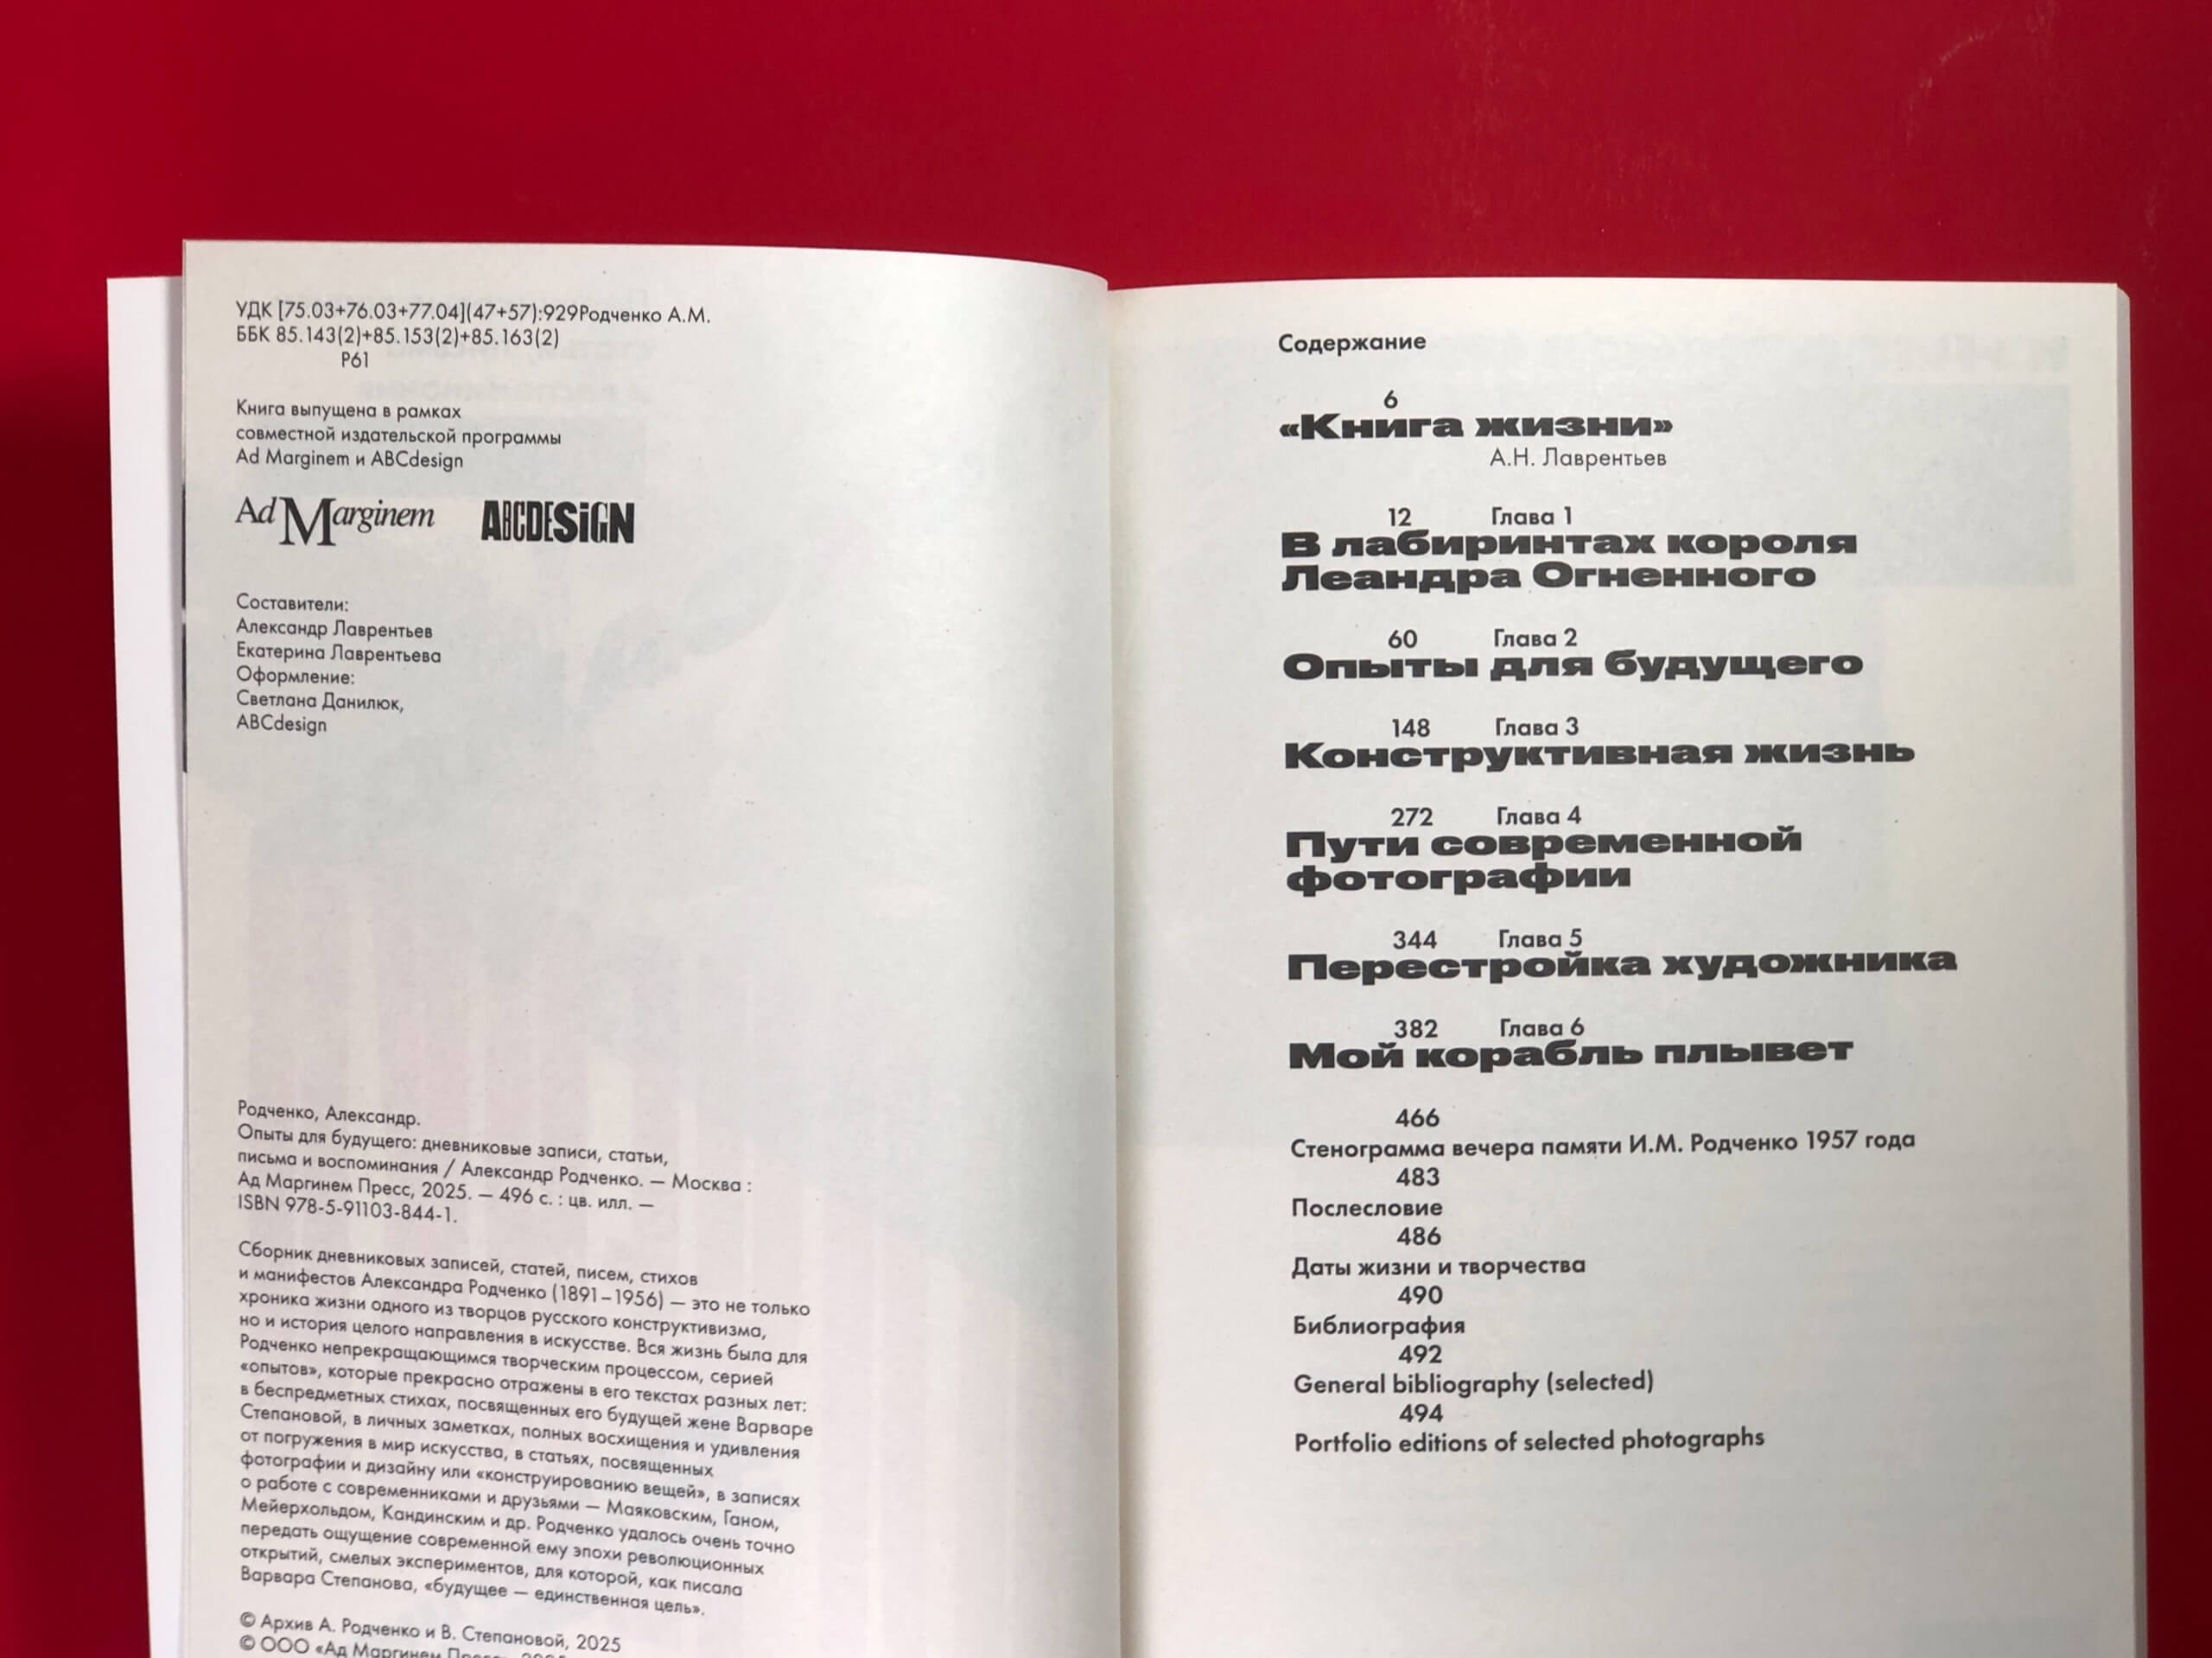 УДК [75.03+76.03+77.04](47+57):929Родченко А.М.
ББК 85.143(2)+85.153(2)+85.163(2)
Р61
Книга выпущена в рамках
совместной издательской программы
Ad Marginem и ABCdesign
Ad Marginem ABCDESiGN
Составители:
Александр Лаврентьев
Екатерина Лаврентьева
Оформление:
Светлана Данилюк,
ABCdesign
Родченко, Александр.
Опыты для будущего: дневниковые записи, статьи,
письма и воспоминания / Александр Родченко. — Москва :
Ад Маргинем Пресс, 2025. — 496 с. : цв. илл. —
ISBN 978-5-91103-844-1.
Сборник дневниковых записей, статей, писем, стихов
и манифестов Александра Родченко (1891–1956) — это не только
хроника жизни одного из творцов русского конструктивизма,
но и история целого направления в искусстве. Вся жизнь была для
Родченко непрекращающимся творческим процессом, серией
«опытов», которые прекрасно отражены в его текстах разных лет:
в беспредметных стихах, посвященных его будущей жене Варваре
Степановой, в личных заметках, полных восхищения и удивления
от погружения в мир искусства, в статьях, посвященных
фотографии и дизайну или «конструированию вещей», в записях
о работе с современниками и друзьями — Маяковским, Ганом,
Мейерхольдом, Кандинским и др. Родченко удалось очень точно
передать ощущение современной ему эпохи революционных
открытий, смелых экспериментов, для которой, как писала
Варвара Степанова, «будущее — единственная цель».
© Архив А. Родченко и В. Степановой, 2025
© ООО «Ад Маргинем
Содержание
6
«Книга жизни»
А.Н. Лаврентьев
12 Глава 1
В лабиринтах короля
Леандра Огненного
60 Глава 2
Опыты для будущего
148 Глава 3
Конструктивная жизнь
272 Глава 4
Пути современной
фотографии
344 Глава 5
Перестройка художника
382 Глава 6
Мой корабль плывет
466
Стенограмма вечера памяти И.М. Родченко 1957 года
483
Послесловие
486
Даты жизни и творчества
490
Библиография
492
General bibliography (selected)
494
Portfolio editions of selected photographs